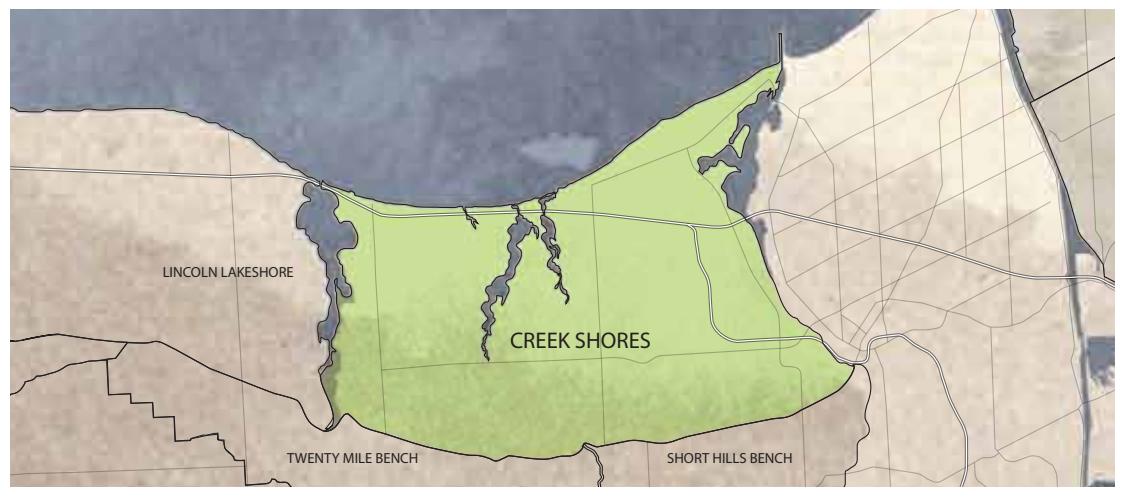 LINCOLN LAKESHORE
CREEK SHORES
TWENTY MILE BENCH
SHORT HILLS BENCH